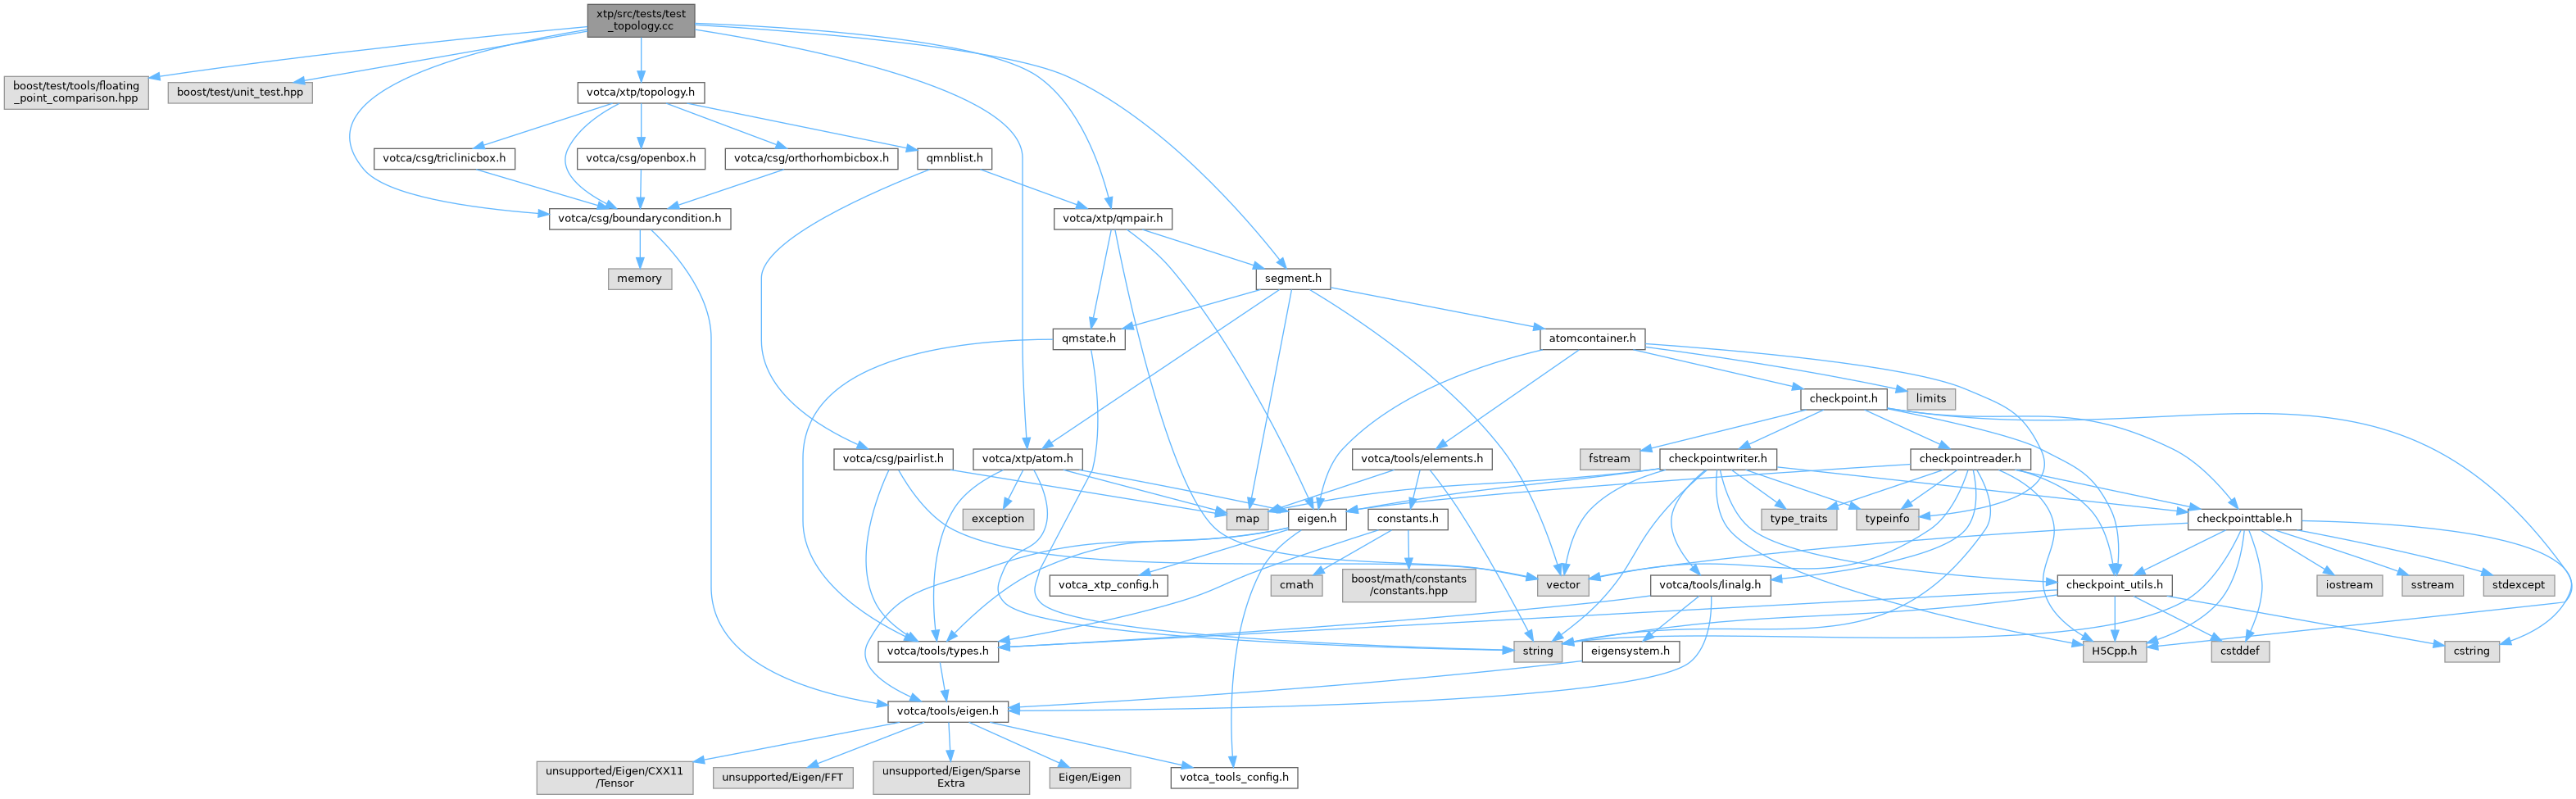 xtp/src/tests/test
_topology.cc
boost/test/tools/floating
_point_comparison.hpp
boost/test/unit_test.hpp
votca/xtp/topology.h
votca/csg/triclinicbox.h
votca/csg/openbox.h
votca/csg/orthorhombicbox.h
qmnblist.h
votca/csg/boundarycondition.h
votca/xtp/qmpair.h
memory
segment.h
qmstate.h
atomcontainer.h
checkpoint.h
limits
votca/csg/pairlist.h
votca/xtp/atom.h
votca/tools/elements.h
fstream
checkpointwriter.h
checkpointreader.h
exception
map
eigen.h
constants.h
type_traits
typeinfo
checkpointtable.h
votca_xtp_config.h
cmath
boost/math/constants
/constants.hpp
vector
votca/tools/linalg.h
checkpoint_utils.h
iostream
sstream
stdexcept
votca/tools/types.h
string
eigensystem.h
H5Cpp.h
cstddef
cstring
votca/tools/eigen.h
unsupported/Eigen/CXX11
/Tensor
unsupported/Eigen/FFT
unsupported/Eigen/Sparse
Extra
Eigen/Eigen
votca_tools_config.h